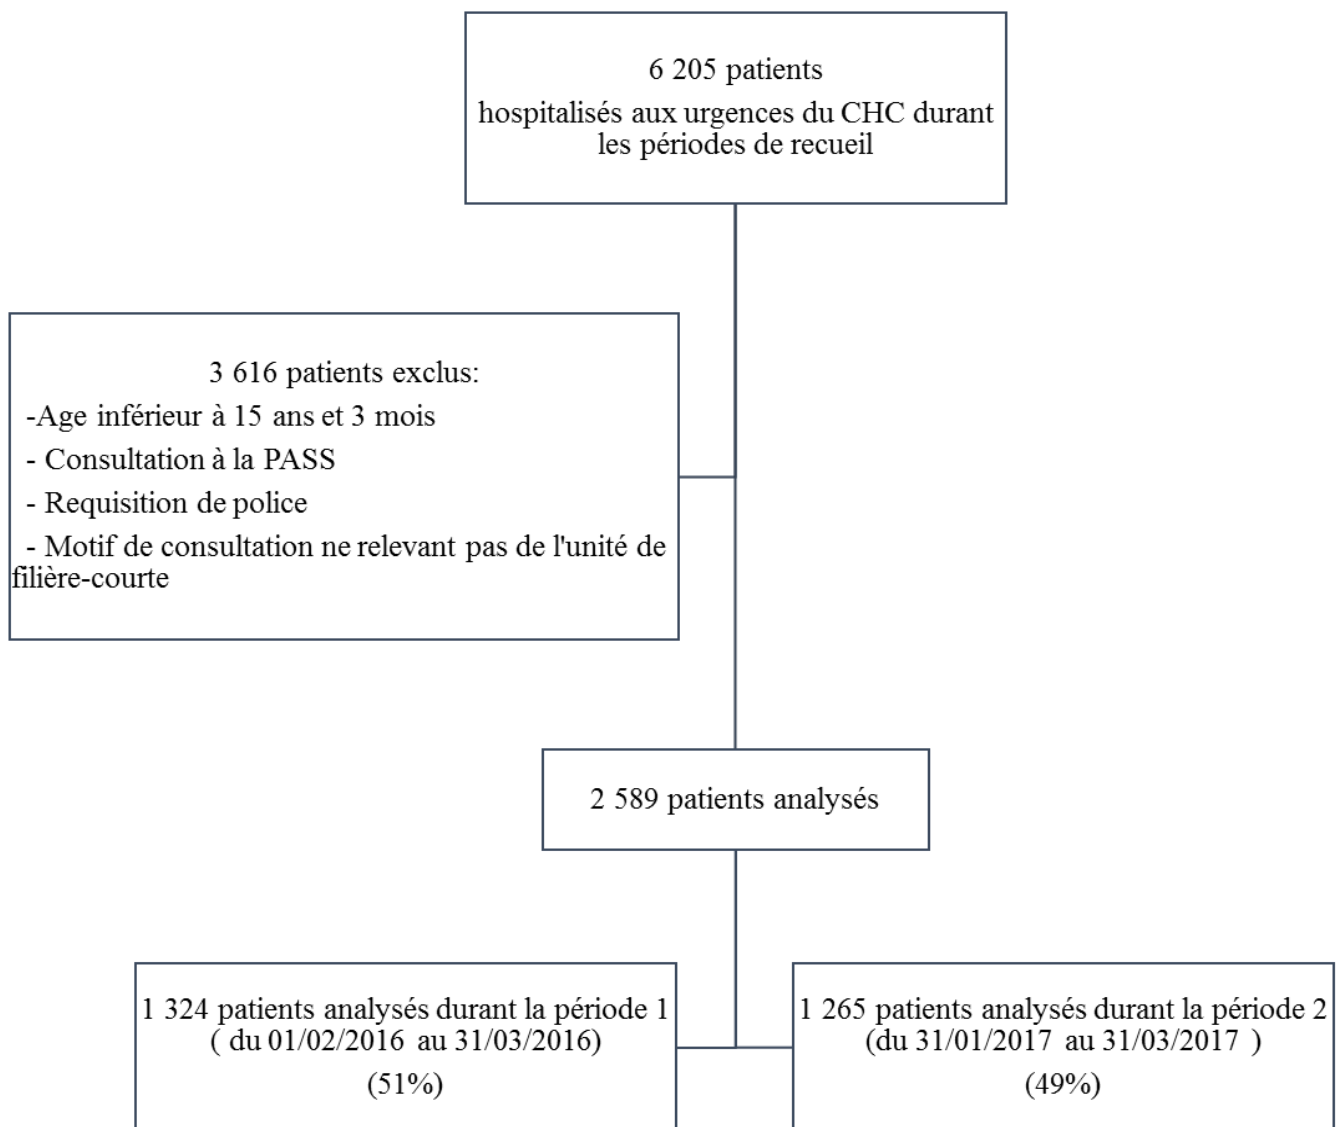 6 205 patients
hospitalisés aux urgences du CHC durant
les périodes de recueil
3 616 patients exclus:
-Age inférieur à 15 ans et 3 mois
- Consultation à la PASS
- Requisition de police
- Motif de consultation ne relevant pas de l'unité de
filière-courte
2 589 patients analysés
1 324 patients analysés durant la période 1
( du 01/02/2016 au 31/03/2016)
(51%)
1 265 patients analysés durant la période 2
(du 31/01/2017 au 31/03/2017 )
(49%)